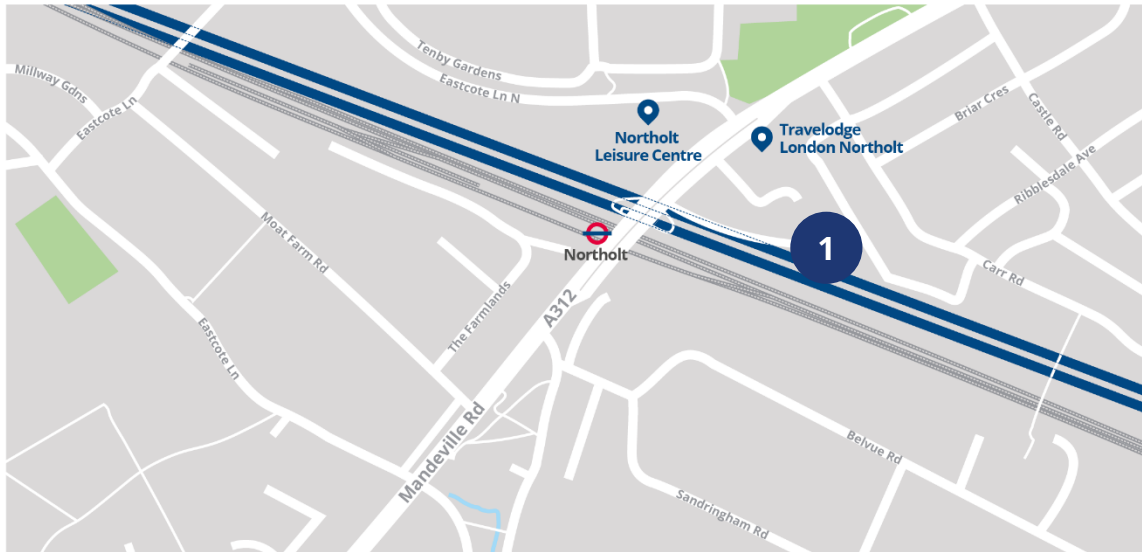 Tenby Gardens
Eastcote Ln N
Millway Gdns
Eastcote Ln
Northolt
Leisure Centre
Travelodge
London Northolt
Briar Cres
Castle Rd
Ribblesdale Ave
Moat Farm Rd
Northolt
1
Carr Rd
The Farmlands
A312
Eastcote Ln
Mandeville Rd
Belvue Rd
Sandringham Rd